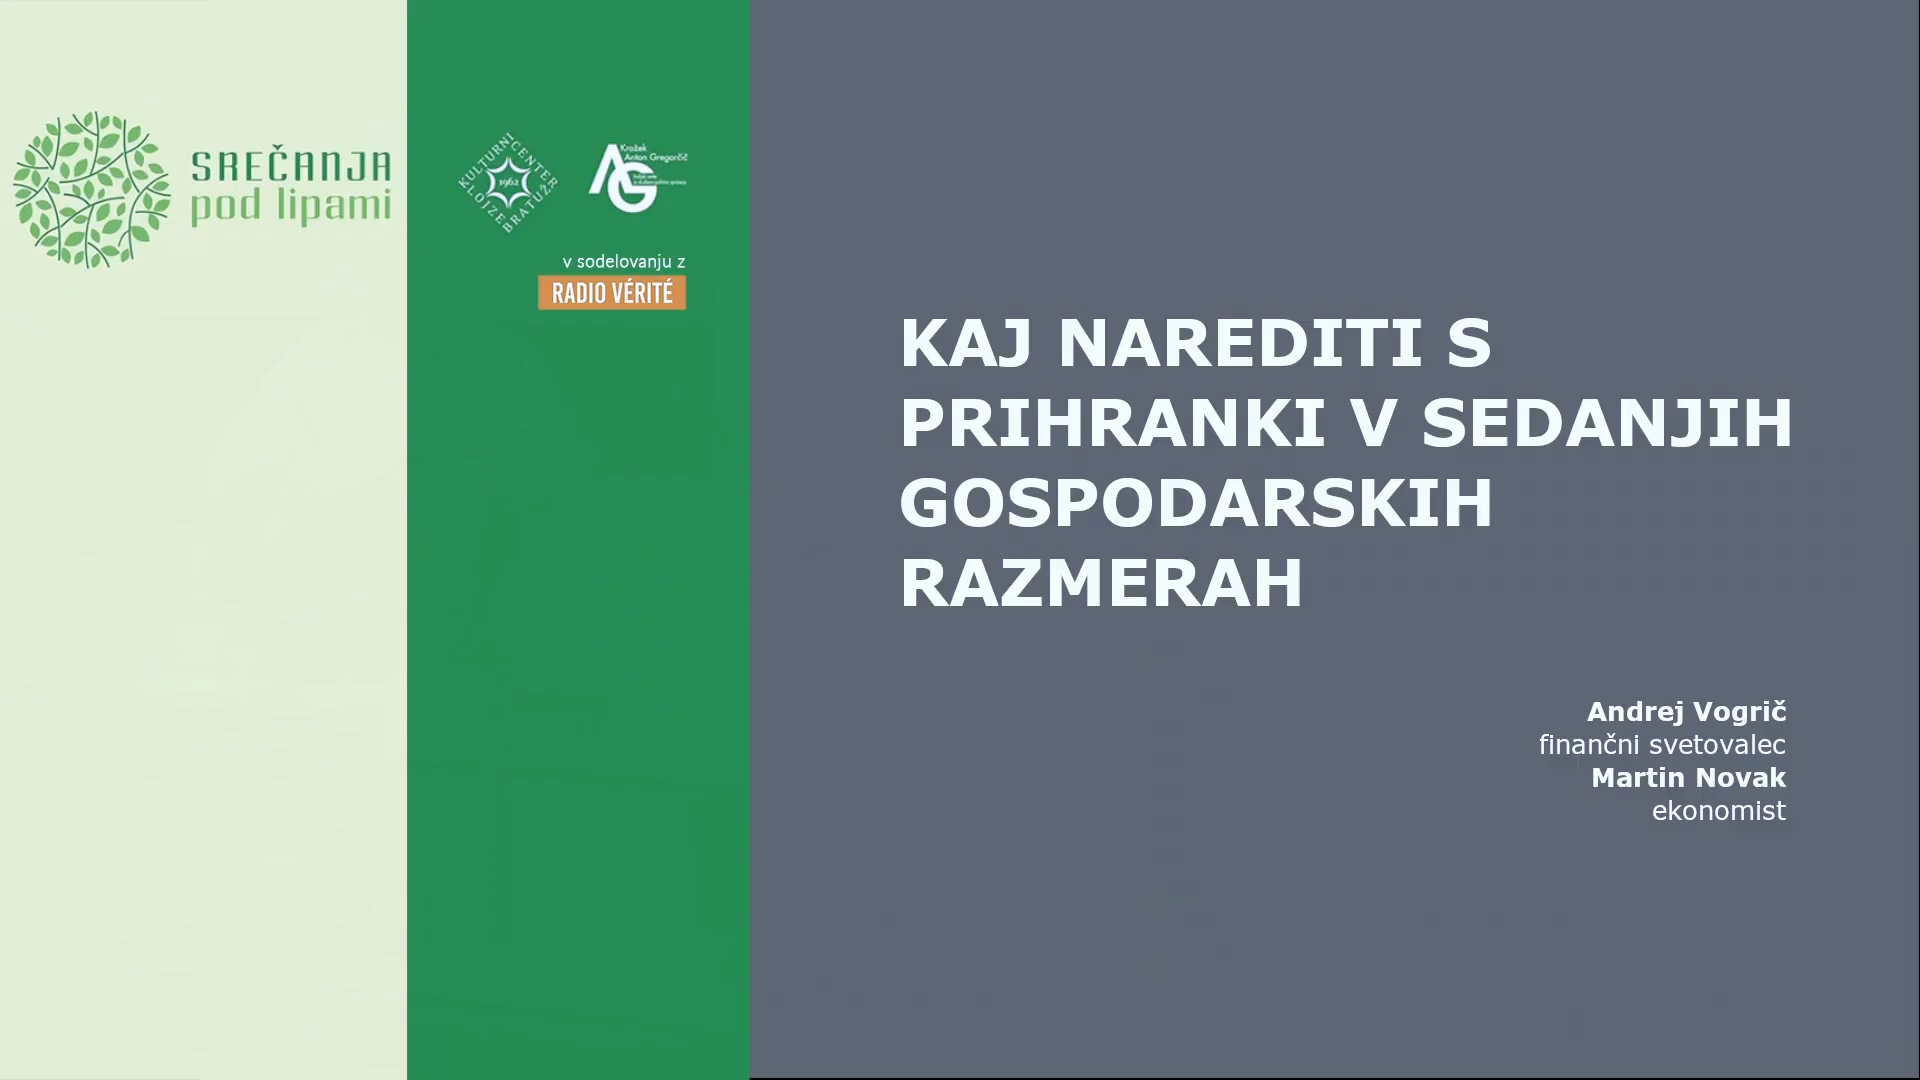 SREČANJA
pod lipami
KULTURNI CENTER
LOJZE BRATUŽ
1962
Krožek
Anton Gregorčič
AG
v sodelovanju z
RADIO VÉRITÉ
KAJ NAREDITI S
PRIHRANKI V SEDANJIH
GOSPODARSKIH
RAZMERAH
Andrej Vogrič
finančni svetovalec
Martin Novak
ekonomist